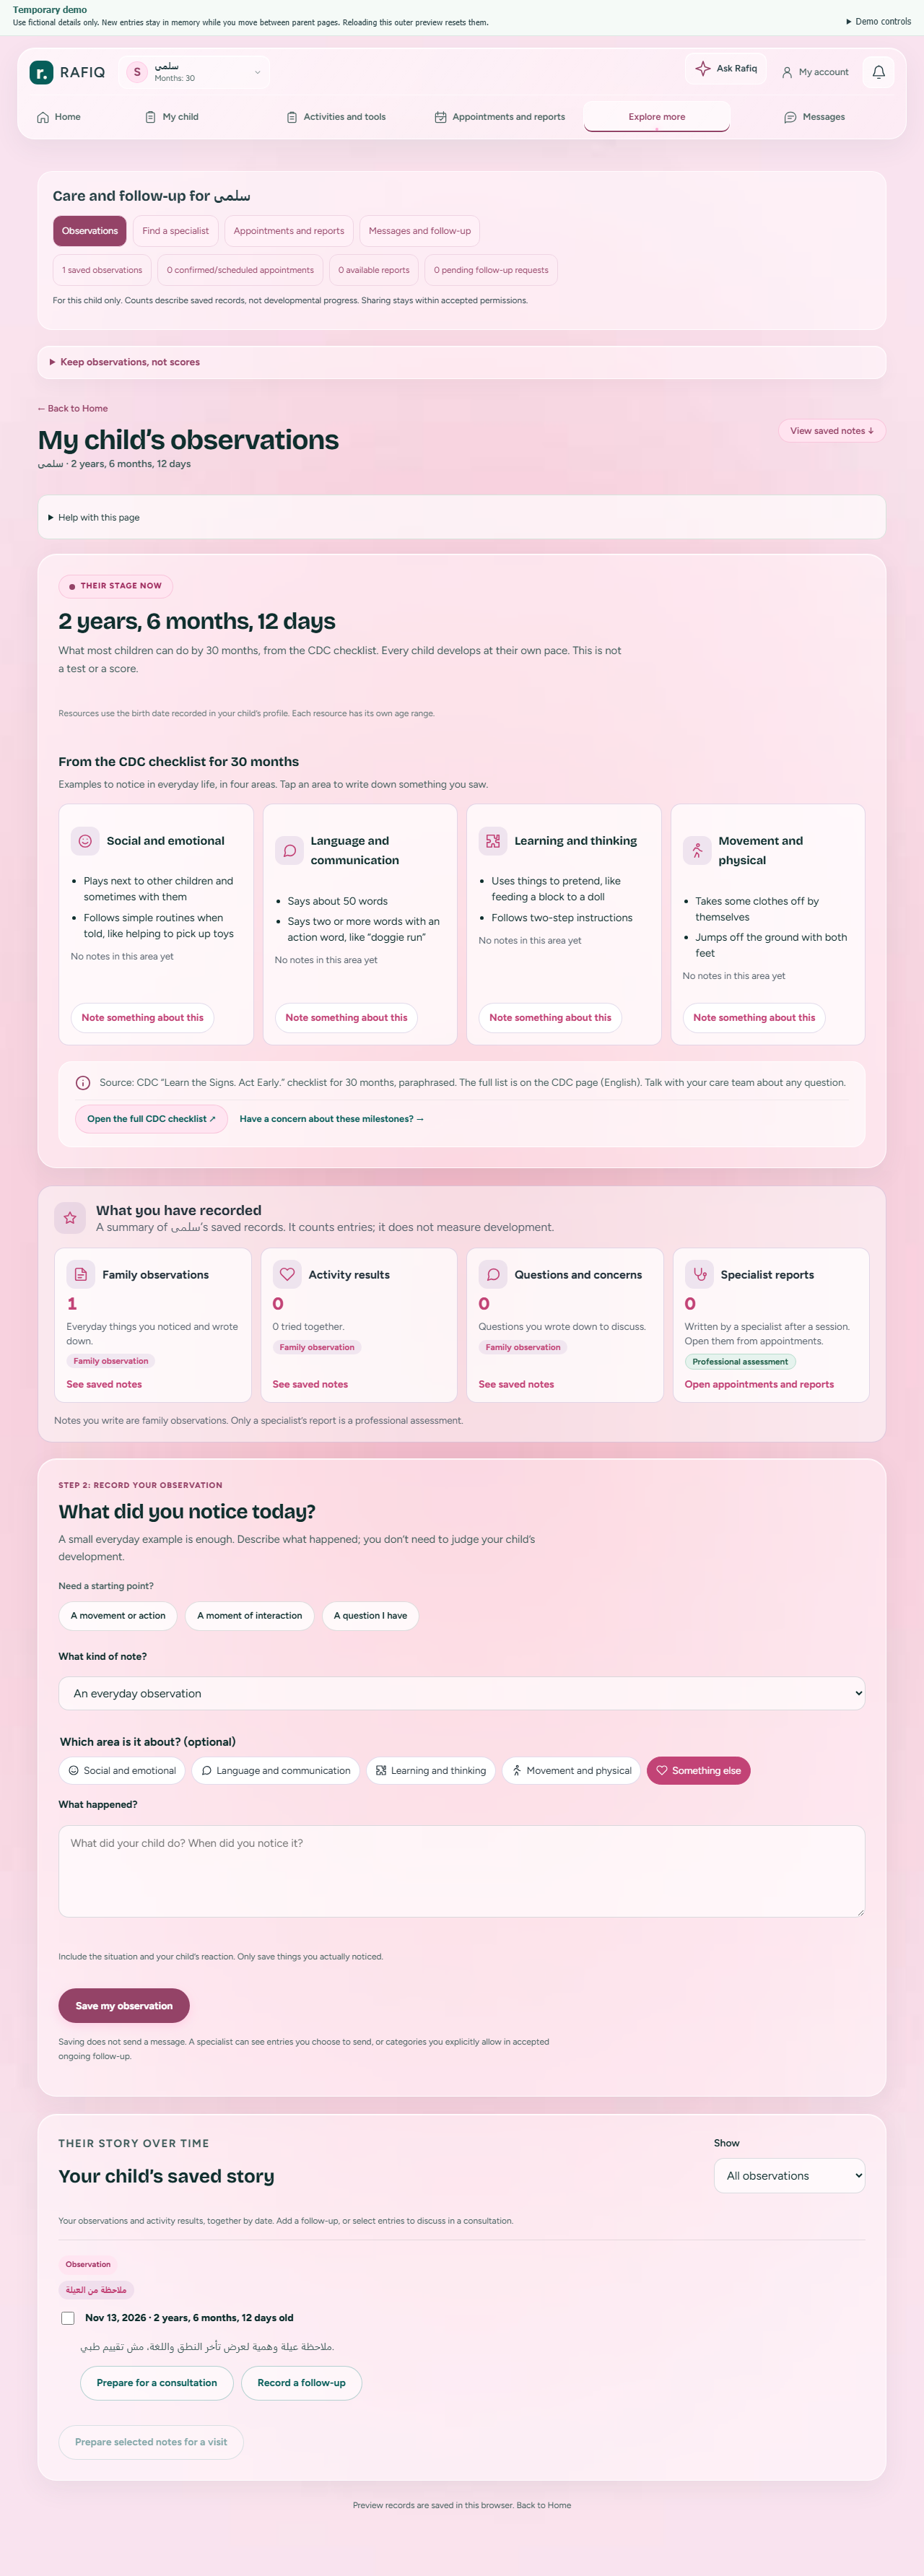 Temporary demo
Use fictional details only. New entries stay in memory while you move between parent pages. Reloading this outer preview resets them.
▶ Demo controls
r. RAFIQ
S
سلمى
Months: 30
Ask Rafiq
My account
Home
My child
Activities and tools
Appointments and reports
Explore more
Messages
Care and follow-up for سلمى
Observations
Find a specialist
Appointments and reports
Messages and follow-up
1 saved observations
0 confirmed/scheduled appointments
0 available reports
0 pending follow-up requests
For this child only. Counts describe saved records, not developmental progress. Sharing stays within accepted permissions.
▶ Keep observations, not scores
← Back to Home
My child's observations
سلمى · 2 years, 6 months, 12 days
View saved notes ↓
▶ Help with this page
THEIR STAGE NOW
2 years, 6 months, 12 days
What most children can do by 30 months, from the CDC checklist. Every child develops at their own pace. This is not
a test or a score.
Resources use the birth date recorded in your child's profile. Each resource has its own age range.
From the CDC checklist for 30 months
Examples to notice in everyday life, in four areas. Tap an area to write down something you saw.
Social and emotional
• Plays next to other children and
sometimes with them
• Follows simple routines when
told, like helping to pick up toys
No notes in this area yet
Note something about this
Language and
communication
• Says about 50 words
• Says two or more words with an
action word, like “doggie run”
No notes in this area yet
Note something about this
Learning and thinking
• Uses things to pretend, like
feeding a block to a doll
• Follows two-step instructions
No notes in this area yet
Note something about this
Movement and
physical
• Takes some clothes off by
themselves
• Jumps off the ground with both
feet
No notes in this area yet
Note something about this
Source: CDC “Learn the Signs. Act Early.” checklist for 30 months, paraphrased. The full list is on the CDC page (English). Talk with your care team about any question.
Open the full CDC checklist ↗
Have a concern about these milestones? →
What you have recorded
A summary of سلمى's saved records. It counts entries; it does not measure development.
Family observations
1
Everyday things you noticed and wrote
down.
Family observation
See saved notes
Activity results
0
0 tried together.
Family observation
See saved notes
Questions and concerns
0
Questions you wrote down to discuss.
Family observation
See saved notes
Specialist reports
0
Written by a specialist after a session.
Open them from appointments.
Professional assessment
Open appointments and reports
Notes you write are family observations. Only a specialist's report is a professional assessment.
STEP 2: RECORD YOUR OBSERVATION
What did you notice today?
A small everyday example is enough. Describe what happened; you don't need to judge your child's
development.
Need a starting point?
A movement or action
A moment of interaction
A question I have
What kind of note?
An everyday observation
Which area is it about? (optional)
Social and emotional
Language and communication
Learning and thinking
Movement and physical
Something else
What happened?
What did your child do? When did you notice it?
Include the situation and your child's reaction. Only save things you actually noticed.
Save my observation
Saving does not send a message. A specialist can see entries you choose to send, or categories you explicitly allow in accepted
ongoing follow-up.
THEIR STORY OVER TIME
Your child's saved story
Show
All observations
Your observations and activity results, together by date. Add a follow-up, or select entries to discuss in a consultation.
Observation
ملاحظة من العيلة
Nov 13, 2026 · 2 years, 6 months, 12 days old
ملاحظة عيلة وهمية لعرض تأخر النطق واللغة، مش تقييم طبي.
Prepare for a consultation
Record a follow-up
Prepare selected notes for a visit
Preview records are saved in this browser. Back to Home